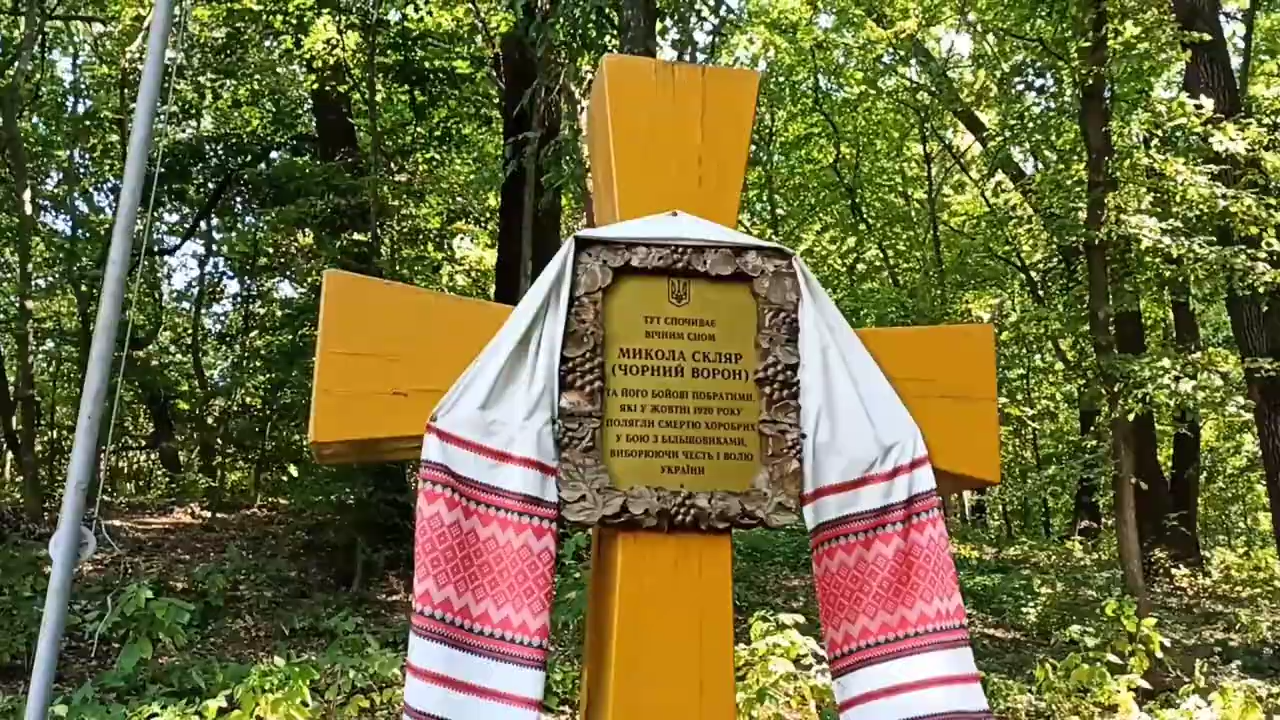 ТУТ СПОЧИВАЄ
ВІЧНИМ СНОМ
МИКОЛА СКЛЯР
(ЧОРНИЙ ВОРОН)
ТА ЙОГО БОЙОВІ ПОБРАТИМИ,
ЯКІ У ЖОВТНІ 1920 РОКУ
ПОЛЯГЛИ СМЕРТЮ ХОРОБРИХ
У БОЮ З БІЛЬШОВИКАМИ,
ВИБОРЮЮЧИ ЧЕСТЬ І ВОЛЮ
УКРАЇНИ